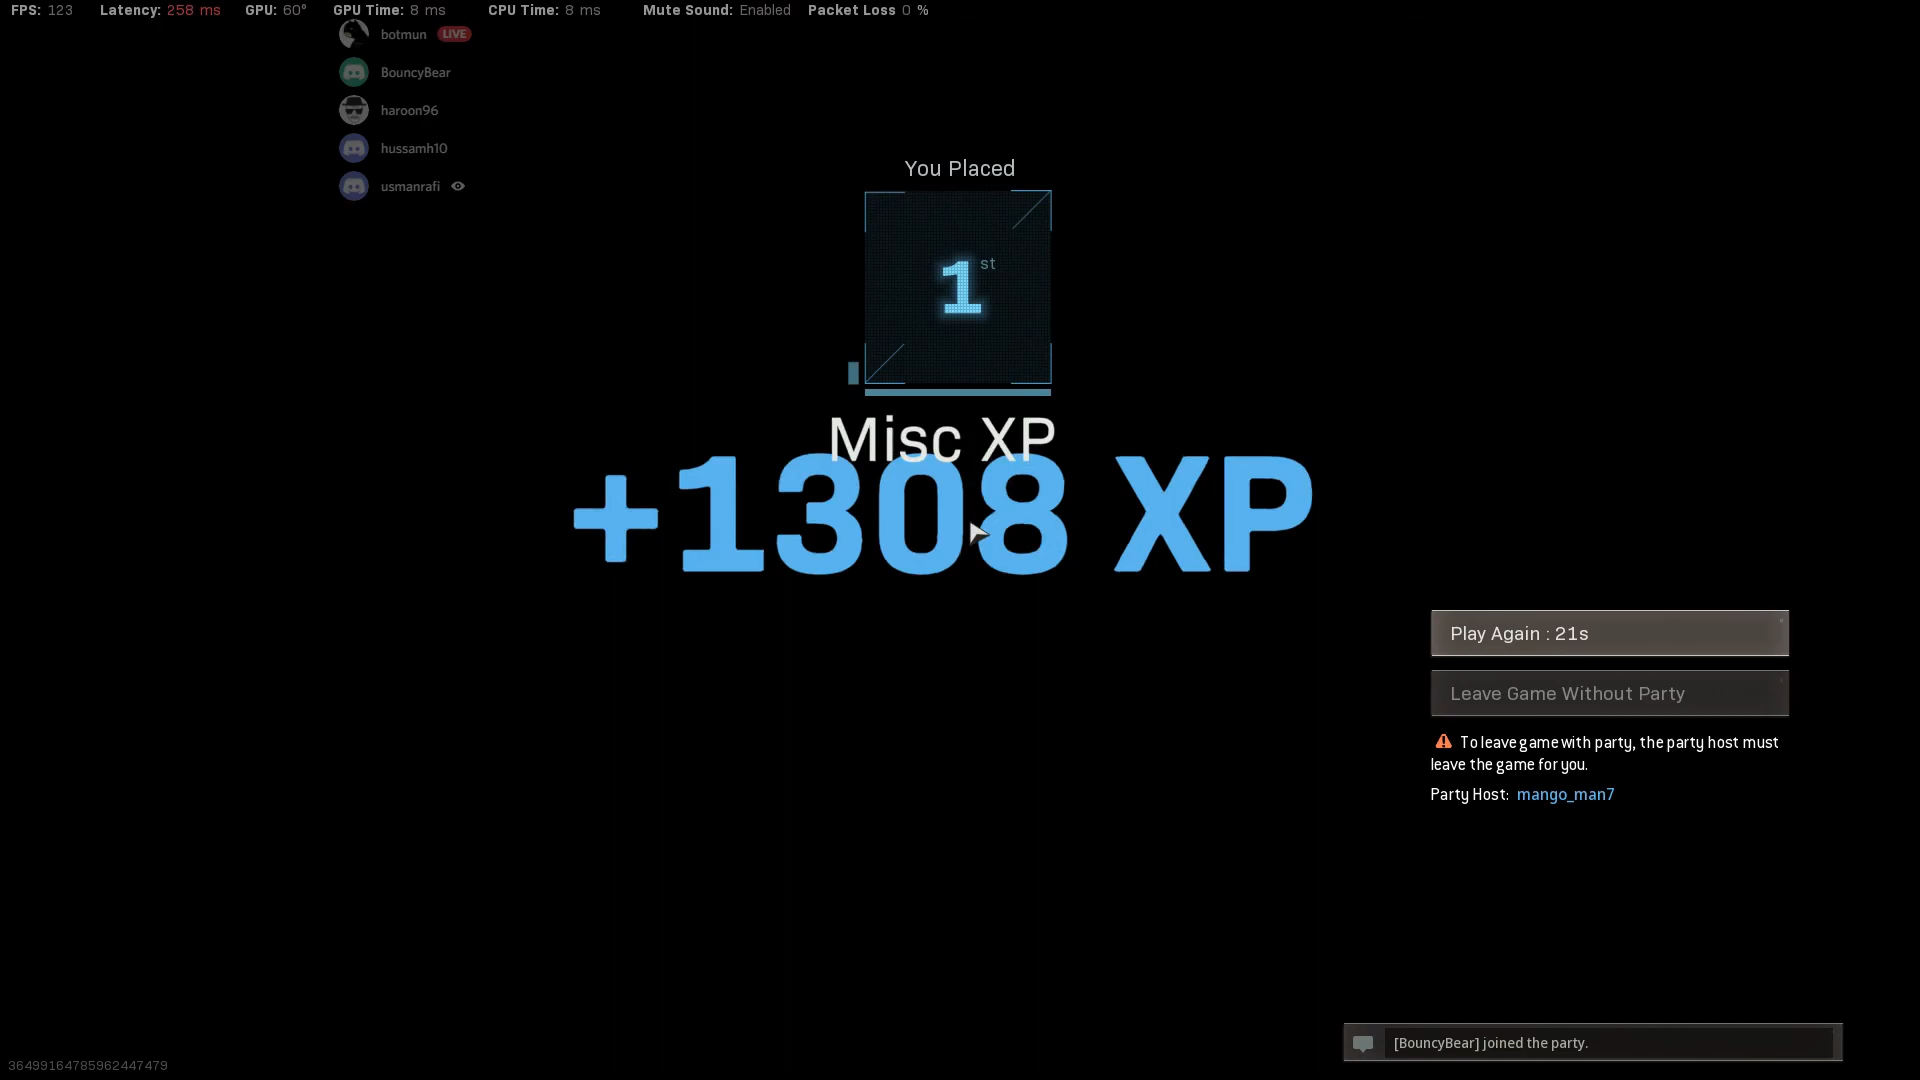 FPS: 123 Latency: 258 ms GPU: 60° GPU Time: 8 ms CPU Time: 8 ms Mute Sound: Enabled Packet Loss 0 %
botmun LIVE
BouncyBear
haroon96
hussamh10
usmanrafi
You Placed
1st
Misc XP
+1308 XP
Play Again : 21s
Leave Game Without Party
To leave game with party, the party host must
leave the game for you.
Party Host: mango_man7
[BouncyBear] joined the party.
36499164785962447479